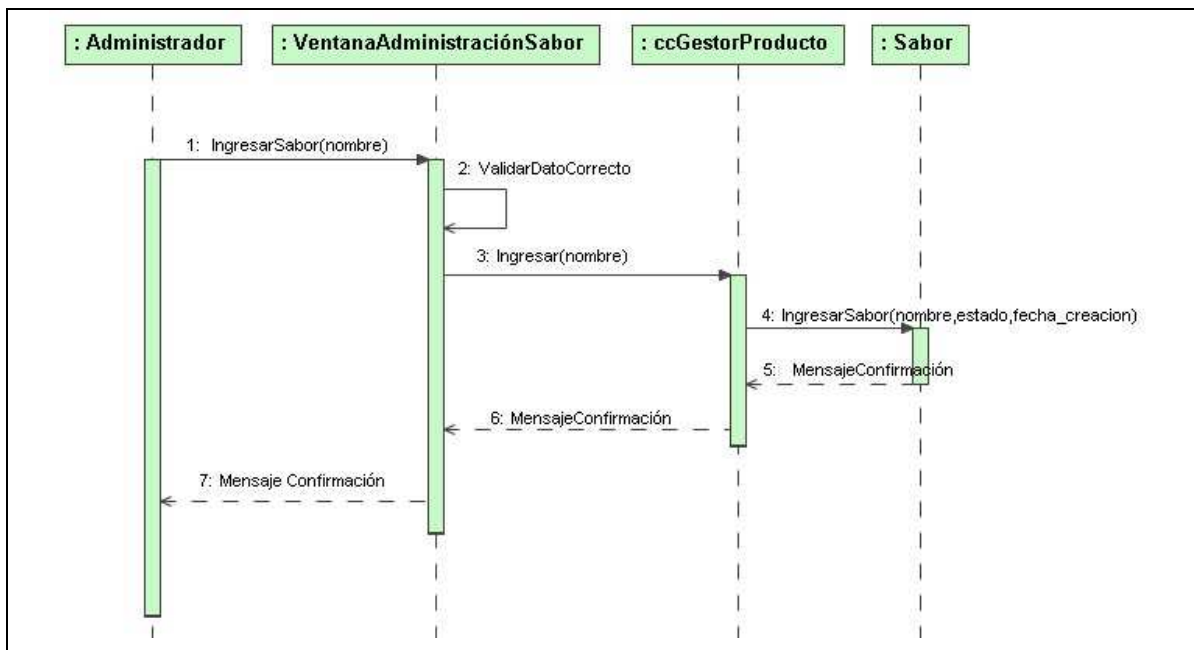 : Administrador
: VentanaAdministraciónSabor
: ccGestorProducto
: Sabor
1: IngresarSabor(nombre)
2: ValidarDatoCorrecto
3: Ingresar(nombre)
4: IngresarSabor(nombre,estado,fecha_creacion)
5: MensajeConfirmación
6: MensajeConfirmación
7: Mensaje Confirmación